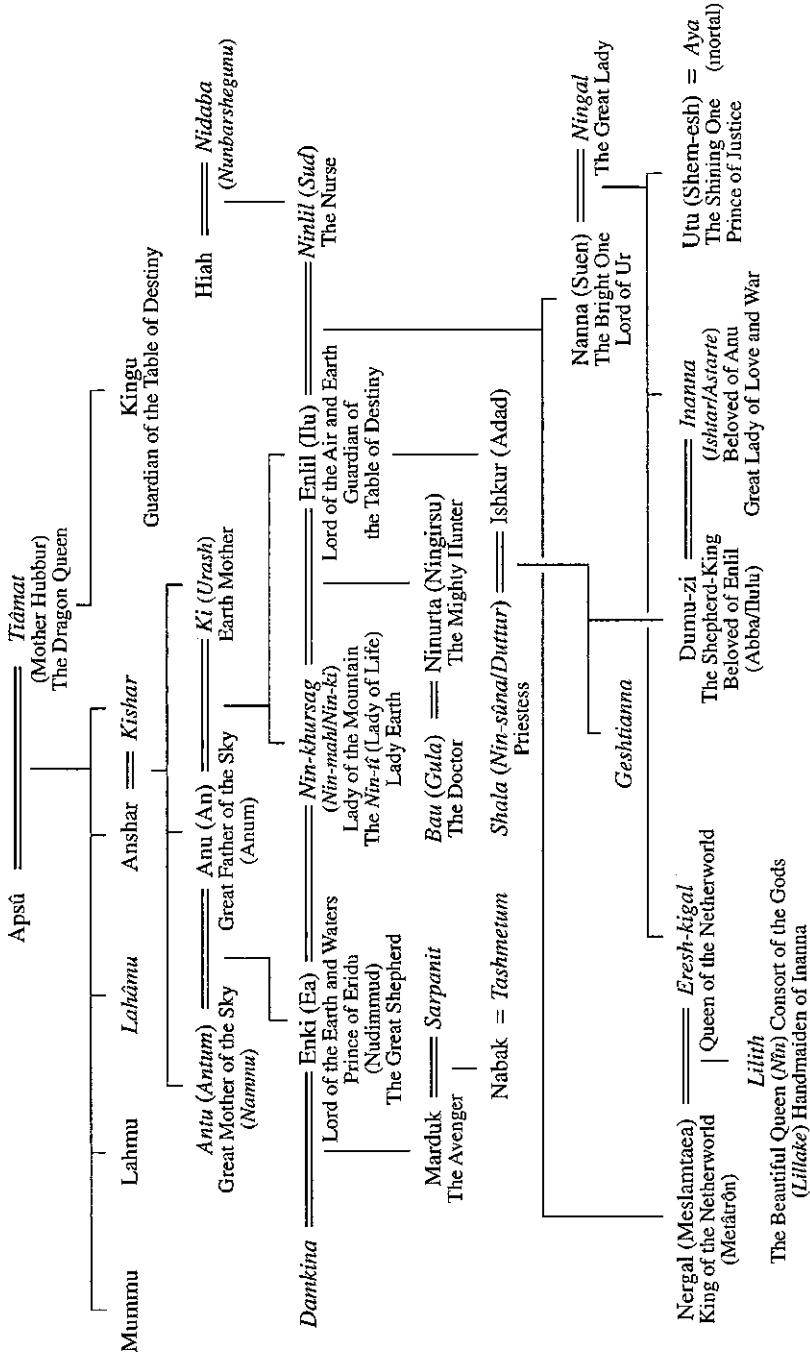 Apsû
Tiâmat
(Mother Hubbur)
The Dragon Queen
Mummu
Lahmu
Lahâmu
Anshar
Kishar
Kingu
Guardian of the Table of Destiny
Antu (Antum)
Great Mother of the Sky
(Nammu)
Anu (An)
Great Father of the Sky
(Anum)
Ki (Urash)
Earth Mother
Hiah
Nidaba
(Nunbarshegunu)
Damkina
Enki (Ea)
Lord of the Earth and Waters
Prince of Eridu
(Nudimmud)
The Great Shepherd
Nin-khursag
(Nin-mah/Nin-ki)
Lady of the Mountain
The Nin-tî (Lady of Life)
Lady Earth
Enlil (Ilu)
Lord of the Air and Earth
Guardian of
the Table of Destiny
Ninlil (Sud)
The Nurse
Marduk
The Avenger
Sarpanit
Bau (Gula)
The Doctor
Ninurta (Ningirsu)
The Mighty Hunter
Nabak = Tashmetum
Shala (Nin-sûna/Duttur)
Priestess
Ishkur (Adad)
Nanna (Suen)
The Bright One
Lord of Ur
Ningal
The Great Lady
Geshtianna
Nergal (Meslamtaea)
King of the Netherworld
(Metâtrôn)
Eresh-kigal
Queen of the Netherworld
Dumu-zi
The Shepherd-King
Beloved of Enlil
(Abba/Ilulu)
Inanna
(Ishtar/Astarte)
Beloved of Anu
Great Lady of Love and War
Utu (Shem-esh) = Aya
The Shining One
Prince of Justice
(mortal)
Lilith
The Beautiful Queen (Nîn) Consort of the Gods
(Lillake) Handmaiden of Inanna